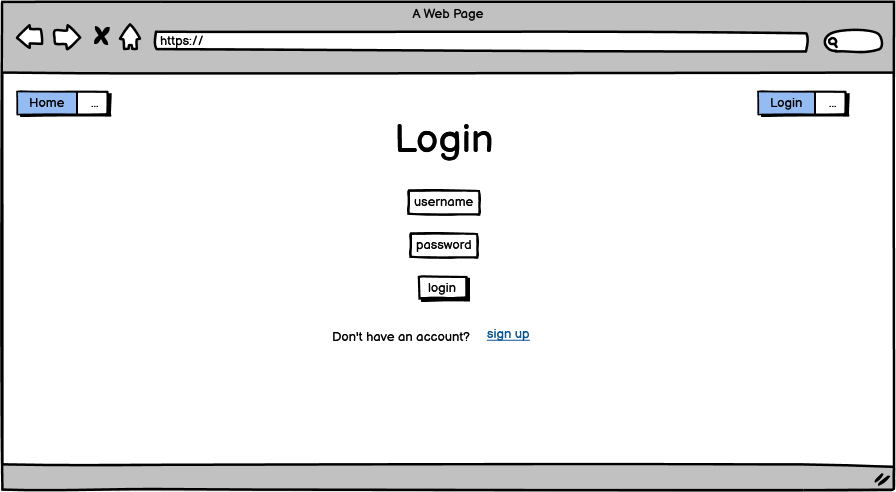 A Web Page
https://
Home ...
Login ...
Login
username
password
login
Don't have an account? sign up